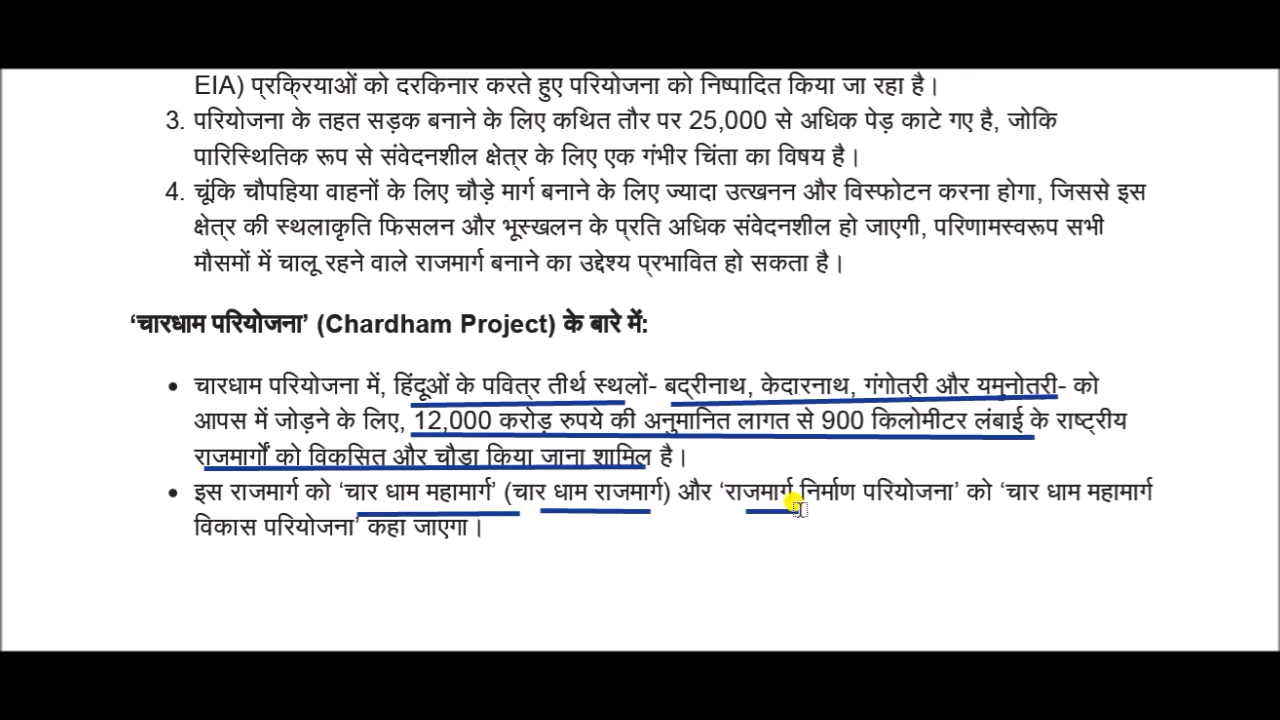 EIA) प्रक्रियाओं को दरकिनार करते हुए परियोजना को निष्पादित किया जा रहा है।
3. परियोजना के तहत सड़क बनाने के लिए कथित तौर पर 25,000 से अधिक पेड़ काटे गए है, जोकि
पारिस्थितिक रूप से संवेदनशील क्षेत्र के लिए एक गंभीर चिंता का विषय है।
4. चूंकि चौपहिया वाहनों के लिए चौड़े मार्ग बनाने के लिए ज्यादा उत्खनन और विस्फोटन करना होगा, जिससे इस
क्षेत्र की स्थलाकृति फिसलन और भूस्खलन के प्रति अधिक संवेदनशील हो जाएगी, परिणामस्वरूप सभी
मौसमों में चालू रहने वाले राजमार्ग बनाने का उद्देश्य प्रभावित हो सकता है।
‘चारधाम परियोजना’ (Chardham Project) के बारे में:
• चारधाम परियोजना में, हिंदूओं के पवित्र तीर्थ स्थलों- बद्रीनाथ, केदारनाथ, गंगोत्री और यमुनोतरी- को
आपस में जोड़ने के लिए, 12,000 करोड़ रुपये की अनुमानित लागत से 900 किलोमीटर लंबाई के राष्ट्रीय
राजमार्गों को विकसित और चौडा किया जाना शामिल है।
• इस राजमार्ग को ‘चार धाम महामार्ग’ (चार धाम राजमार्ग) और ‘राजमार्ग निर्माण परियोजना’ को ‘चार धाम महामार्ग
विकास परियोजना’ कहा जाएगा।